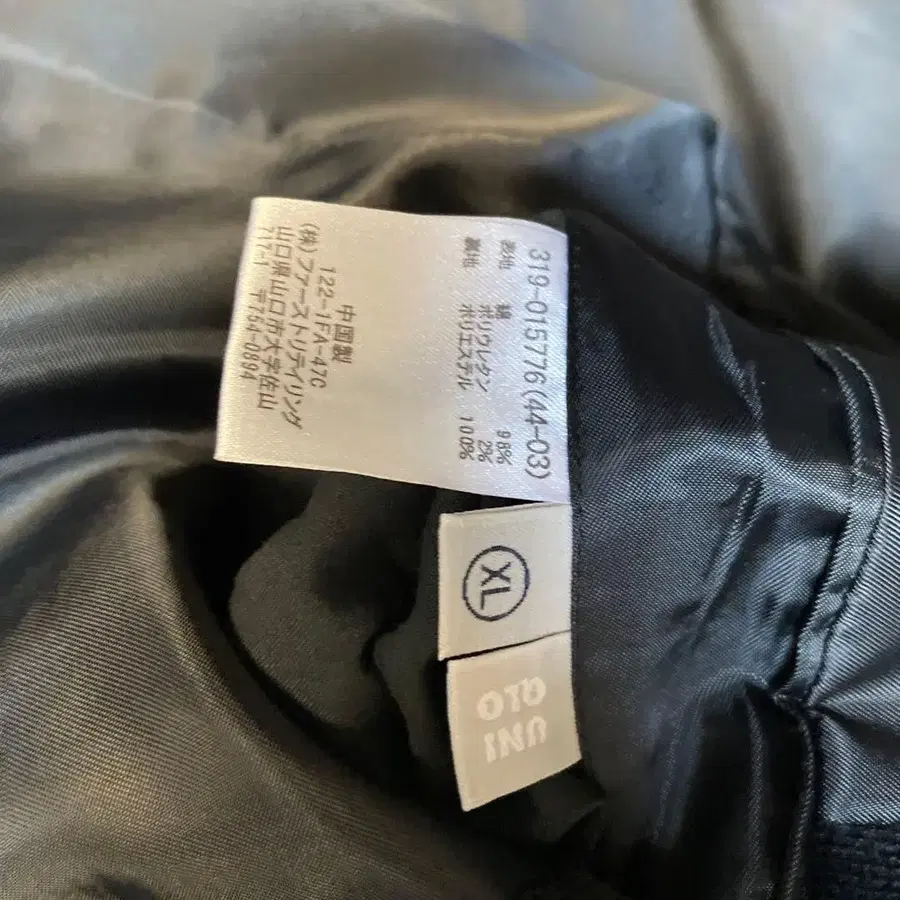 319-015776(44-03)
表地 綿 98%
ポリウレタン 2%
裏地 ポリエステル 100%
中国製
122-1FA-47C
(株)ファーストリテイリング
山口県山口市大字佐山
717-1 〒754-0894
XL
UNI
QLO